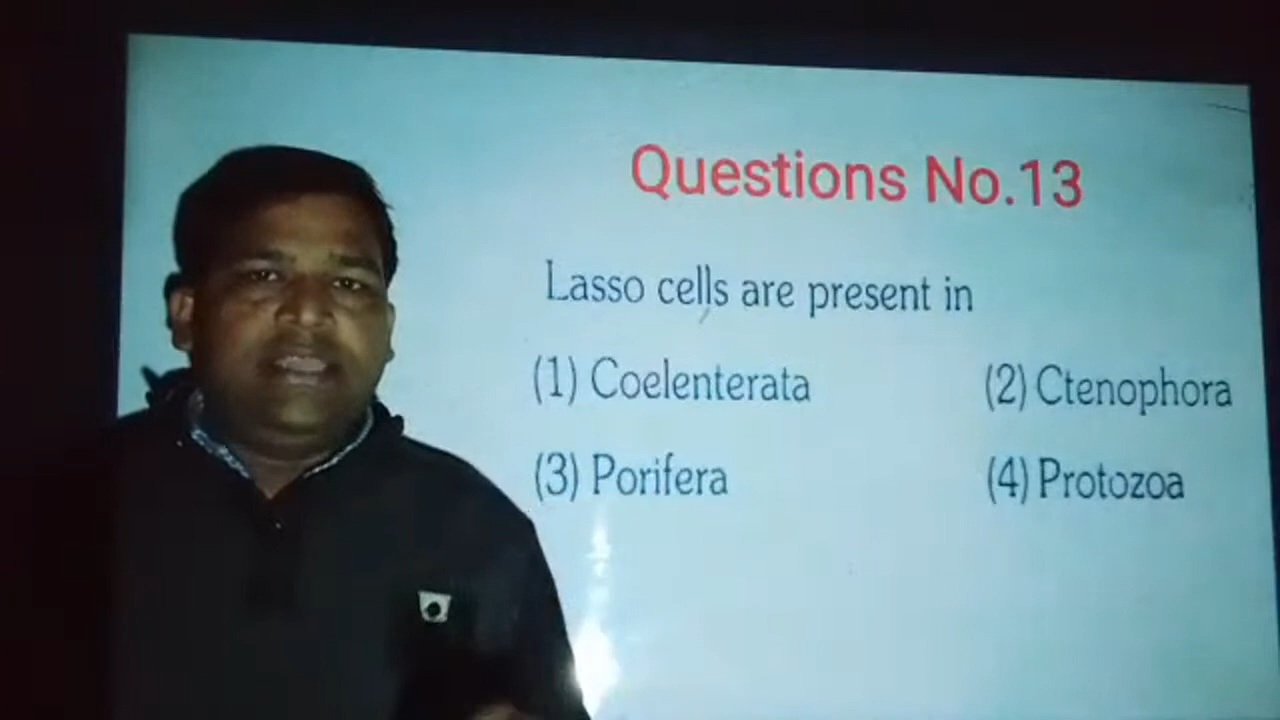 Questions No.13
Lasso cells are present in
(1) Coelenterata (2) Ctenophora
(3) Porifera (4) Protozoa